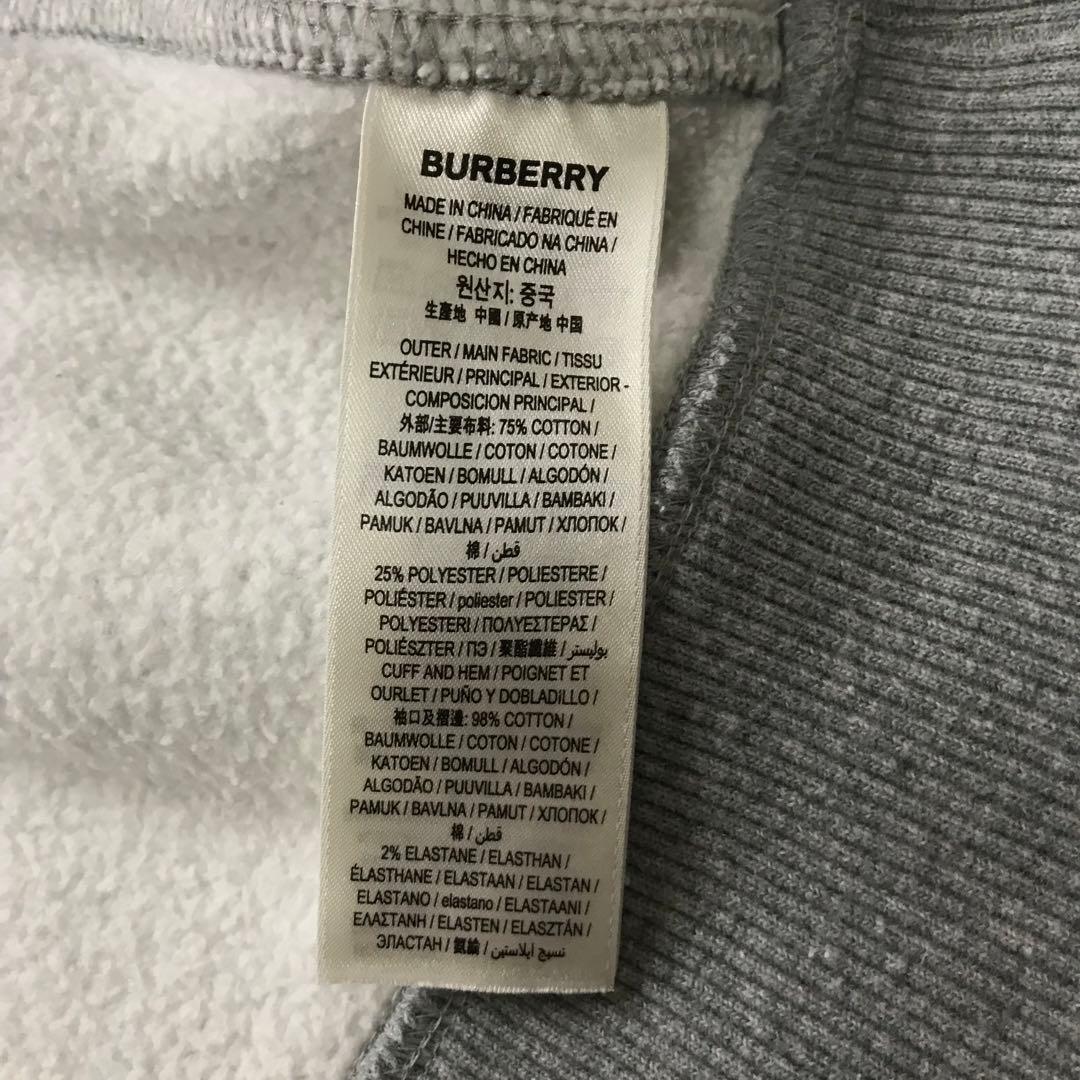 BURBERRY
MADE IN CHINA / FABRIQUÉ EN
CHINE / FABRICADO NA CHINA /
HECHO EN CHINA
원산지: 중국
生產地 中國 / 原产地 中国
OUTER / MAIN FABRIC / TISSU
EXTÉRIEUR / PRINCIPAL / EXTERIOR -
COMPOSICION PRINCIPAL /
外部/主要布料: 75% COTTON /
BAUMWOLLE / COTON / COTONE /
KATOEN / BOMULL / ALGODÓN /
ALGODÃO / PUUVILLA / BAMBAKI /
PAMUK / BAVLNA / PAMUT / ХЛОПОК /
棉 / قطن
25% POLYESTER / POLIESTERE /
POLIÉSTER / poliester / POLIESTER /
POLYESTERI / ΠΟΛΥΕΣΤΕΡΑΣ /
POLIÉSZTER / ПЭ / 聚酯纖維 / بوليستر
CUFF AND HEM / POIGNET ET
OURLET / PUÑO Y DOBLADILLO /
袖口及摺邊: 98% COTTON /
BAUMWOLLE / COTON / COTONE /
KATOEN / BOMULL / ALGODÓN /
ALGODÃO / PUUVILLA / BAMBAKI /
PAMUK / BAVLNA / PAMUT / ХЛОПОК /
棉 / قطن
2% ELASTANE / ELASTHAN /
ÉLASTHANE / ELASTAAN / ELASTAN /
ELASTANO / elastano / ELASTAANI /
ΕΛΑΣΤΑΝΗ / ELASTEN / ELASZTÁN /
ЭЛАСТАН / 氨綸 / نسيج ايلاستين